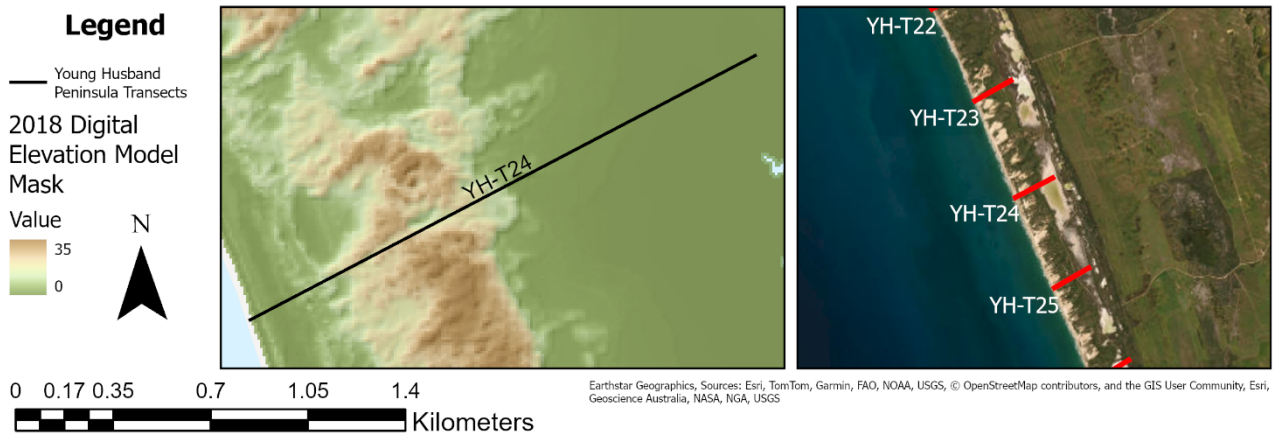 Legend
Young Husband
Peninsula Transects
2018 Digital
Elevation Model
Mask
Value
35
0
N
YH-T24
YH-T22
YH-T23
YH-T24
YH-T25
0 0.17 0.35 0.7 1.05 1.4
Kilometers
Earthstar Geographics, Sources: Esri, TomTom, Garmin, FAO, NOAA, USGS, © OpenStreetMap contributors, and the GIS User Community, Esri,
Geoscience Australia, NASA, NGA, USGS